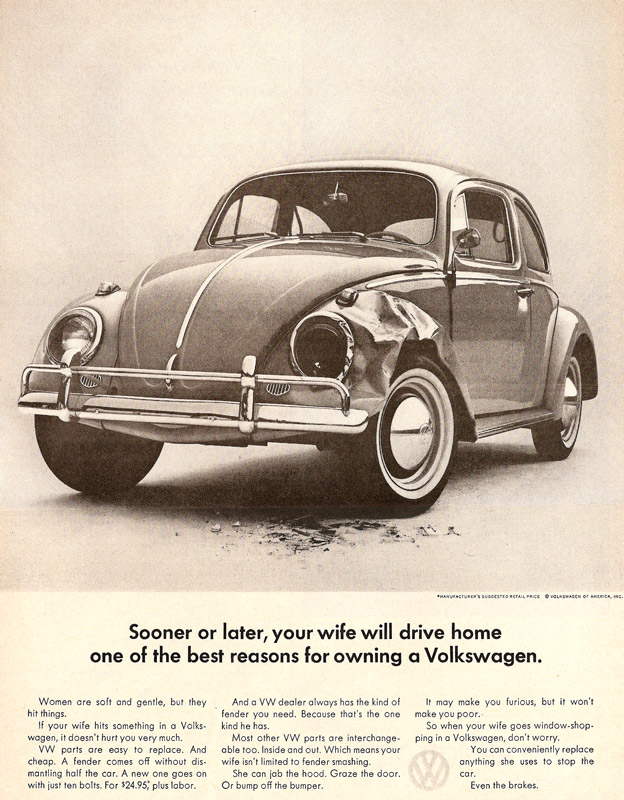 *MANUFACTURER'S SUGGESTED RETAIL PRICE © VOLKSWAGEN OF AMERICA, INC.
Sooner or later, your wife will drive home
one of the best reasons for owning a Volkswagen.
Women are soft and gentle, but they
hit things.
If your wife hits something in a Volks-
wagen, it doesn't hurt you very much.
VW parts are easy to replace. And
cheap. A fender comes off without dis-
mantling half the car. A new one goes on
with just ten bolts. For $24.95,* plus labor.
And a VW dealer always has the kind of
fender you need. Because that's the one
kind he has.
Most other VW parts are interchange-
able too. Inside and out. Which means your
wife isn't limited to fender smashing.
She can jab the hood. Graze the door.
Or bump off the bumper.
It may make you furious, but it won't
make you poor.
So when your wife goes window-shop-
ping in a Volkswagen, don't worry.
You can conveniently replace
anything she uses to stop the
car.
Even the brakes.
VW